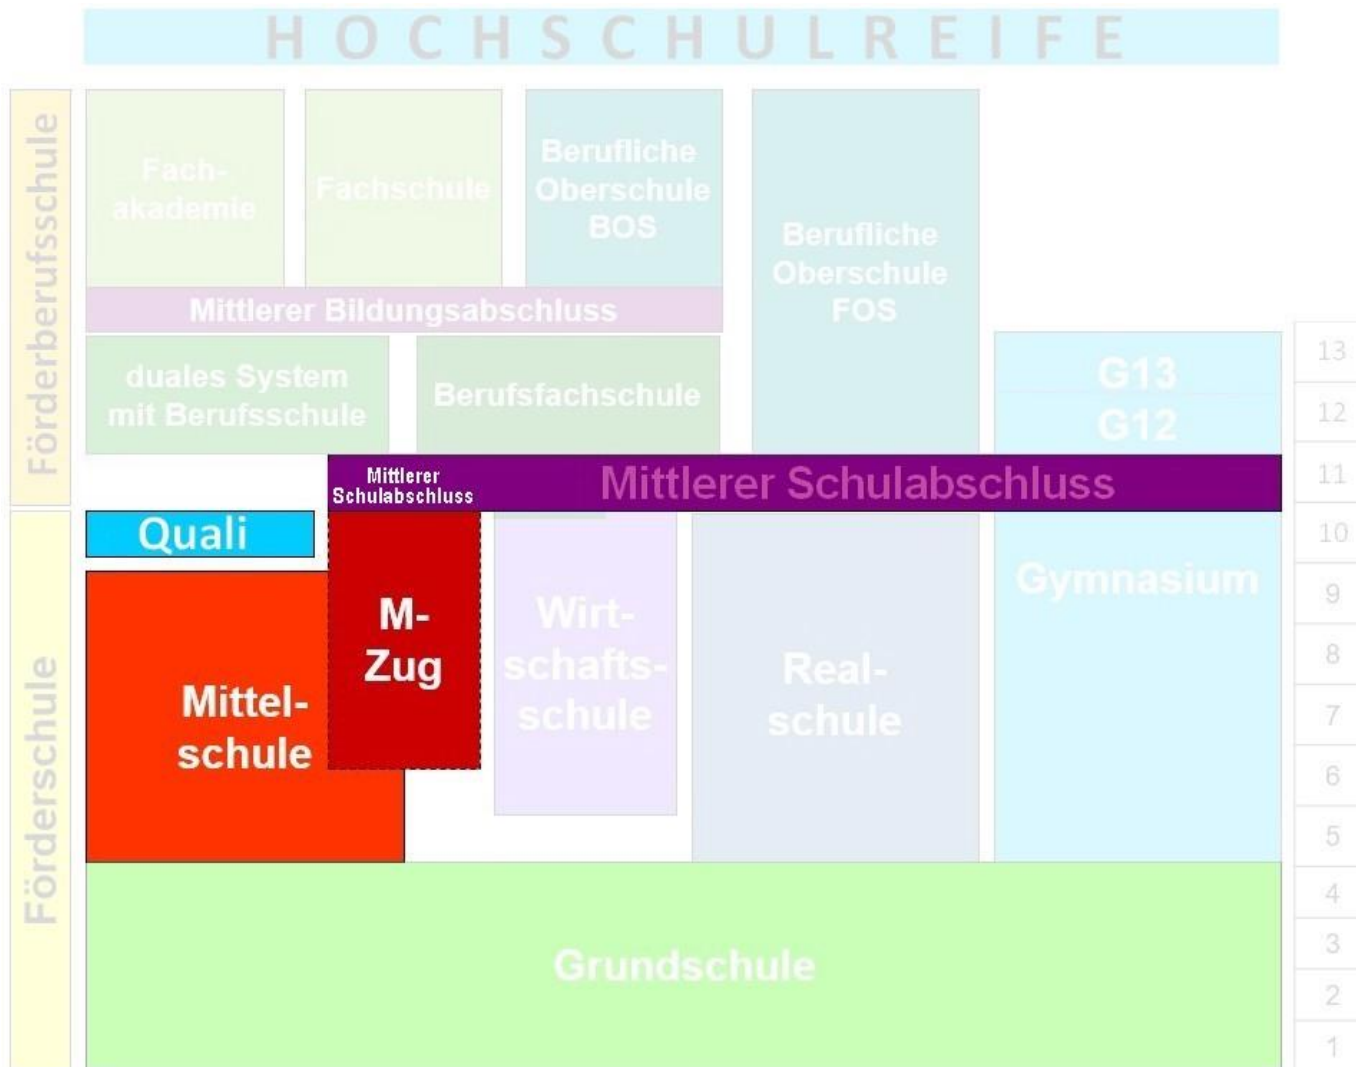 HOCHSCHULREIFE
Förderberufsschule
Fach-
akademie
Fachschule
Berufliche
Oberschule
BOS
Berufliche
Oberschule
FOS
Mittlerer Bildungsabschluss
duales System
mit Berufsschule
Berufsfachschule
G13
G12
13
12
11
10
9
8
7
6
5
4
3
2
1
Mittlerer
Schulabschluss
Mittlerer Schulabschluss
Förderschule
Quali
Mittel-
schule
M-
Zug
Wirt-
schafts-
schule
Real-
schule
Gymnasium
Grundschule